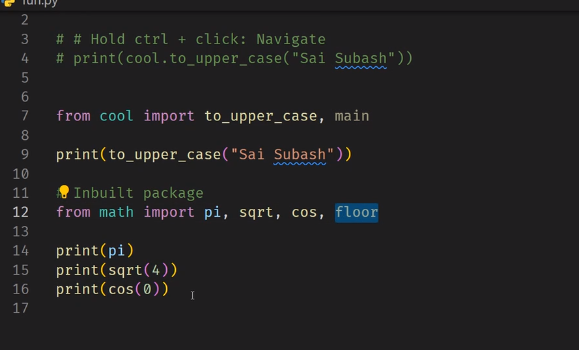 fun.py
2
3 # # Hold ctrl + click: Navigate
4 # print(cool.to_upper_case("Sai Subash"))
5
6
7 from cool import to_upper_case, main
8
9 print(to_upper_case("Sai Subash"))
10
11 # Inbuilt package
12 from math import pi, sqrt, cos, floor
13
14 print(pi)
15 print(sqrt(4))
16 print(cos(0))
17